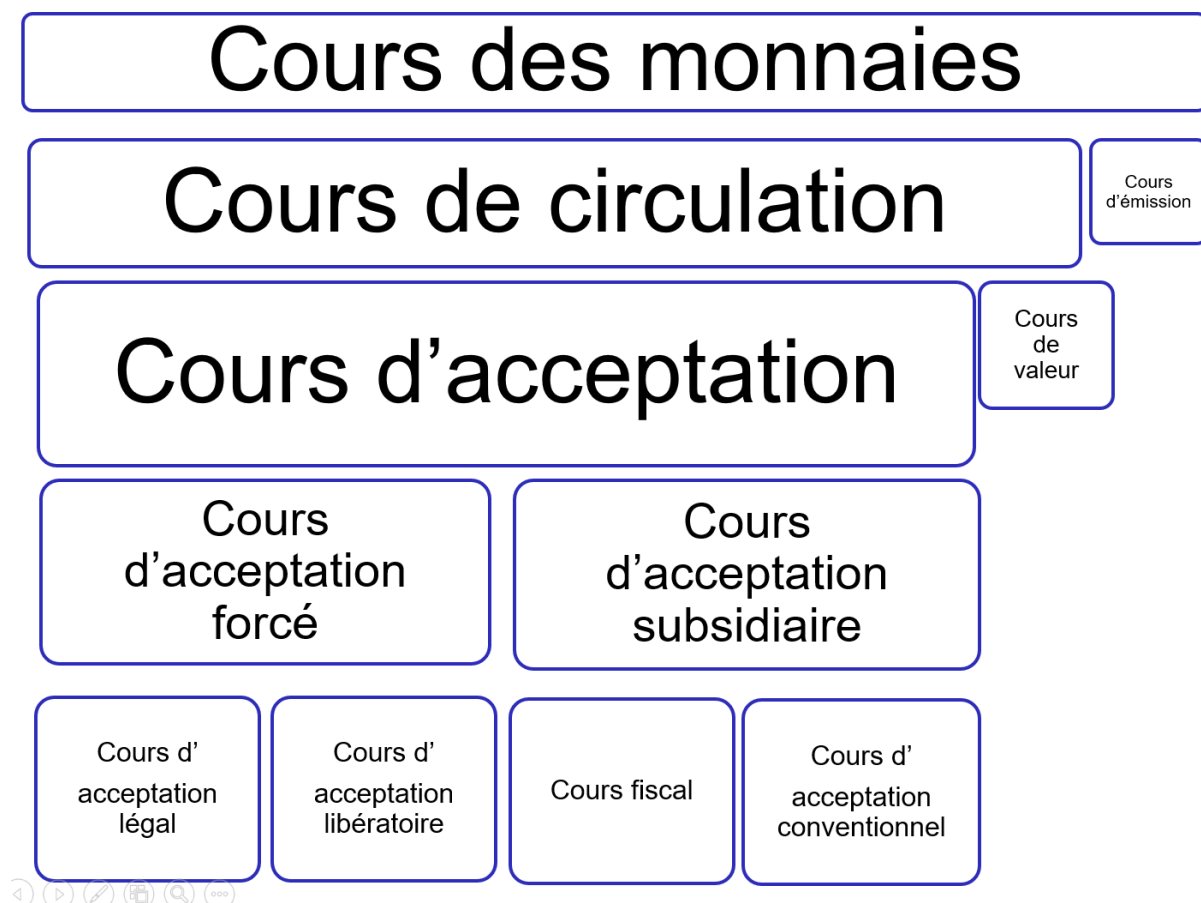 Cours des monnaies
Cours de circulation
Cours
d’émission
Cours d’acceptation
Cours
de
valeur
Cours
d’acceptation
forcé
Cours
d’acceptation
subsidiaire
Cours d’
acceptation
légal
Cours d’
acceptation
libératoire
Cours fiscal
Cours d’
acceptation
conventionnel